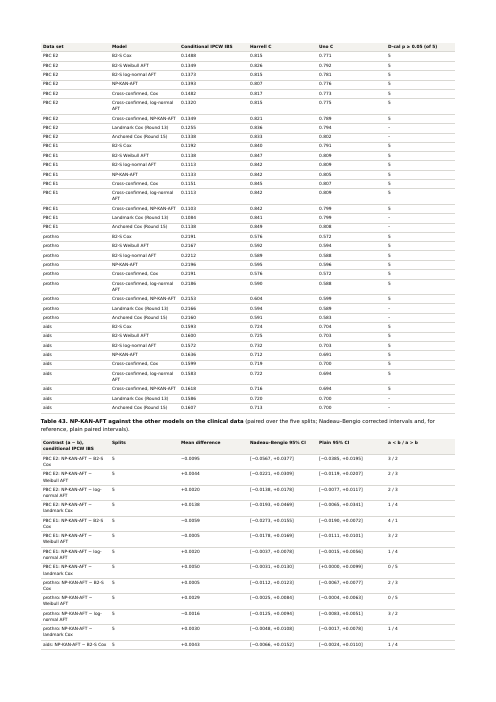 Data set Model Conditional IPCW IBS Harrell C Uno C D-cal p ≥ 0.05 (of 5)
PBC E2 B2-S Cox 0.1488 0.815 0.771 5
PBC E2 B2-S Weibull AFT 0.1349 0.826 0.792 5
PBC E2 B2-S log-normal AFT 0.1373 0.815 0.781 5
PBC E2 NP-KAN-AFT 0.1393 0.807 0.776 5
PBC E2 Cross-confirmed, Cox 0.1482 0.817 0.773 5
PBC E2 Cross-confirmed, log-normal 0.1320 0.815 0.775 5
AFT
PBC E2 Cross-confirmed, NP-KAN-AFT 0.1349 0.821 0.789 5
PBC E2 Landmark Cox (Round 13) 0.1255 0.836 0.794 –
PBC E2 Anchored Cox (Round 15) 0.1338 0.833 0.802 –
PBC E1 B2-S Cox 0.1192 0.840 0.791 5
PBC E1 B2-S Weibull AFT 0.1138 0.847 0.809 5
PBC E1 B2-S log-normal AFT 0.1113 0.842 0.809 5
PBC E1 NP-KAN-AFT 0.1133 0.842 0.805 5
PBC E1 Cross-confirmed, Cox 0.1151 0.845 0.807 5
PBC E1 Cross-confirmed, log-normal 0.1113 0.842 0.809 5
AFT
PBC E1 Cross-confirmed, NP-KAN-AFT 0.1103 0.842 0.799 5
PBC E1 Landmark Cox (Round 13) 0.1084 0.841 0.799 –
PBC E1 Anchored Cox (Round 15) 0.1138 0.849 0.808 –
prothro B2-S Cox 0.2191 0.576 0.572 5
prothro B2-S Weibull AFT 0.2167 0.592 0.594 5
prothro B2-S log-normal AFT 0.2212 0.589 0.588 5
prothro NP-KAN-AFT 0.2196 0.595 0.596 5
prothro Cross-confirmed, Cox 0.2191 0.576 0.572 5
prothro Cross-confirmed, log-normal 0.2186 0.590 0.588 5
AFT
prothro Cross-confirmed, NP-KAN-AFT 0.2153 0.604 0.599 5
prothro Landmark Cox (Round 13) 0.2166 0.594 0.589 –
prothro Anchored Cox (Round 15) 0.2160 0.591 0.583 –
aids B2-S Cox 0.1593 0.724 0.703 5
aids B2-S Weibull AFT 0.1600 0.725 0.703 5
aids B2-S log-normal AFT 0.1572 0.732 0.703 5
aids NP-KAN-AFT 0.1636 0.712 0.691 5
aids Cross-confirmed, Cox 0.1599 0.719 0.700 5
aids Cross-confirmed, log-normal 0.1583 0.722 0.694 5
AFT
aids Cross-confirmed, NP-KAN-AFT 0.1618 0.716 0.694 5
aids Landmark Cox (Round 13) 0.1586 0.720 0.700 –
aids Anchored Cox (Round 15) 0.1607 0.713 0.700 –
Table 43. NP-KAN-AFT against the other models on the clinical data (paired over the five splits; Nadeau-Bengio corrected intervals and, for
reference, plain paired intervals).
Contrast (a − b), Splits Mean difference Nadeau-Bengio 95% CI Plain 95% CI a < b / a > b
conditional IPCW IBS
PBC E2: NP-KAN-AFT − B2-S 5 −0.0095 [−0.0567, +0.0377] [−0.0385, +0.0195] 3 / 2
Cox
PBC E2: NP-KAN-AFT − 5 +0.0044 [−0.0221, +0.0309] [−0.0119, +0.0207] 2 / 3
Weibull AFT
PBC E2: NP-KAN-AFT − log- 5 +0.0020 [−0.0138, +0.0178] [−0.0077, +0.0117] 2 / 3
normal AFT
PBC E2: NP-KAN-AFT − 5 +0.0138 [−0.0193, +0.0469] [−0.0065, +0.0341] 1 / 4
landmark Cox
PBC E1: NP-KAN-AFT − B2-S 5 −0.0059 [−0.0273, +0.0155] [−0.0190, +0.0072] 4 / 1
Cox
PBC E1: NP-KAN-AFT − 5 −0.0005 [−0.0178, +0.0169] [−0.0111, +0.0101] 3 / 2
Weibull AFT
PBC E1: NP-KAN-AFT − log- 5 +0.0020 [−0.0037, +0.0078] [−0.0015, +0.0056] 1 / 4
normal AFT
PBC E1: NP-KAN-AFT − 5 +0.0050 [−0.0031, +0.0130] [+0.0000, +0.0099] 0 / 5
landmark Cox
prothro: NP-KAN-AFT − B2-S 5 +0.0005 [−0.0112, +0.0123] [−0.0067, +0.0077] 2 / 3
Cox
prothro: NP-KAN-AFT − 5 +0.0029 [−0.0025, +0.0084] [−0.0004, +0.0063] 0 / 5
Weibull AFT
prothro: NP-KAN-AFT − log- 5 −0.0016 [−0.0125, +0.0094] [−0.0083, +0.0051] 3 / 2
normal AFT
prothro: NP-KAN-AFT − 5 +0.0030 [−0.0048, +0.0108] [−0.0017, +0.0078] 1 / 4
landmark Cox
aids: NP-KAN-AFT − B2-S Cox 5 +0.0043 [−0.0066, +0.0152] [−0.0024, +0.0110] 1 / 4